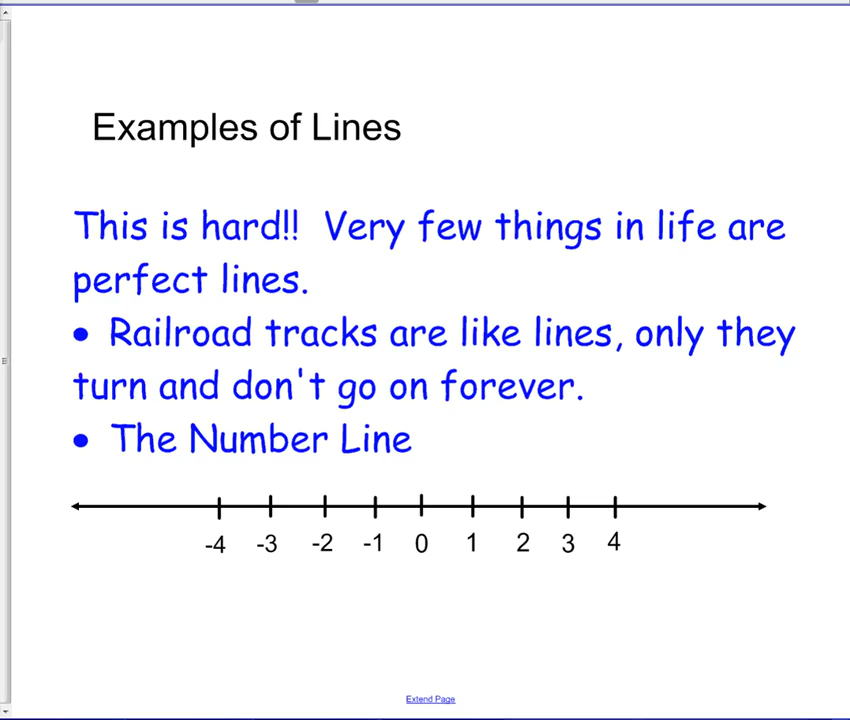 Examples of Lines
This is hard!! Very few things in life are
perfect lines.
• Railroad tracks are like lines, only they
turn and don't go on forever.
• The Number Line
-4 -3 -2 -1 0 1 2 3 4
Extend Page